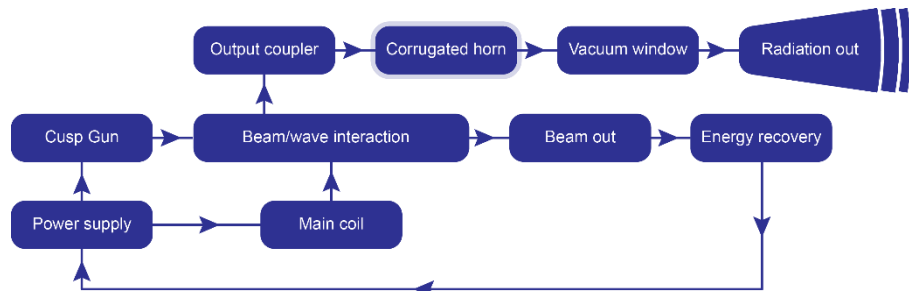 Output coupler
Corrugated horn
Vacuum window
Radiation out
Cusp Gun
Beam/wave interaction
Beam out
Energy recovery
Power supply
Main coil